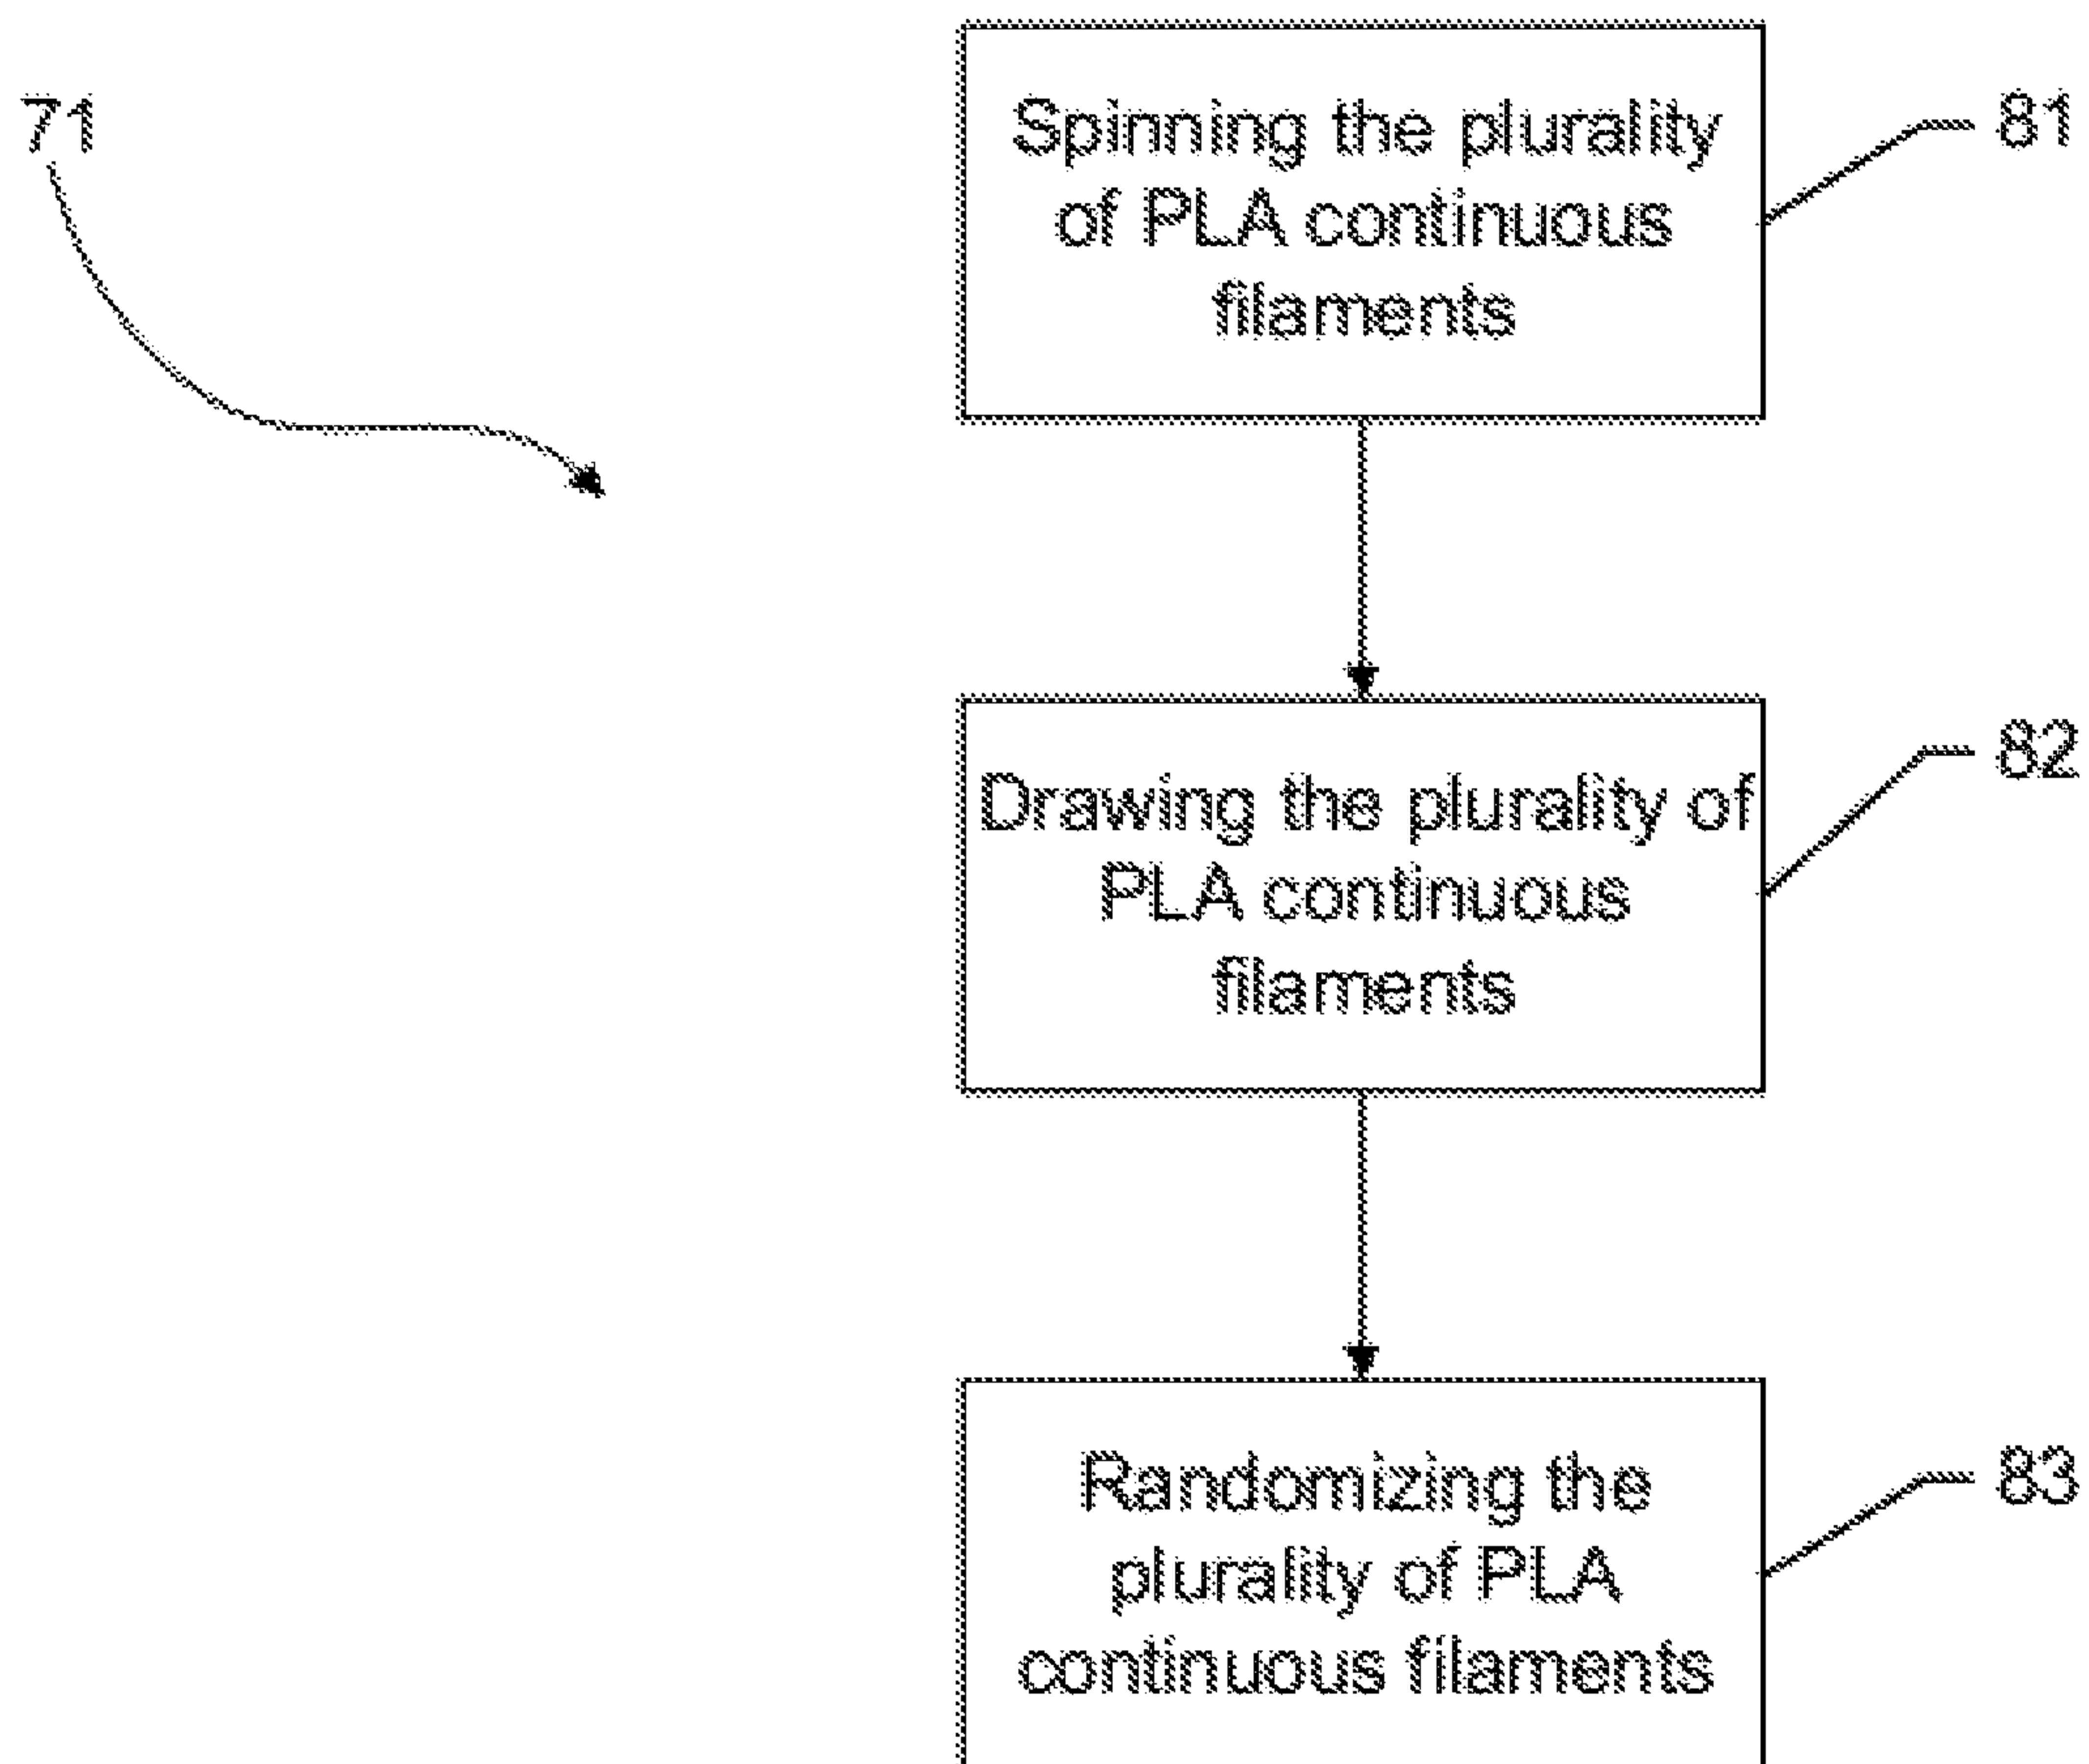 71
Spinning the plurality
of PLA continuous
filaments
81
Drawing the plurality of
PLA continuous
filaments
82
Randomizing the
plurality of PLA
continuous filaments
83